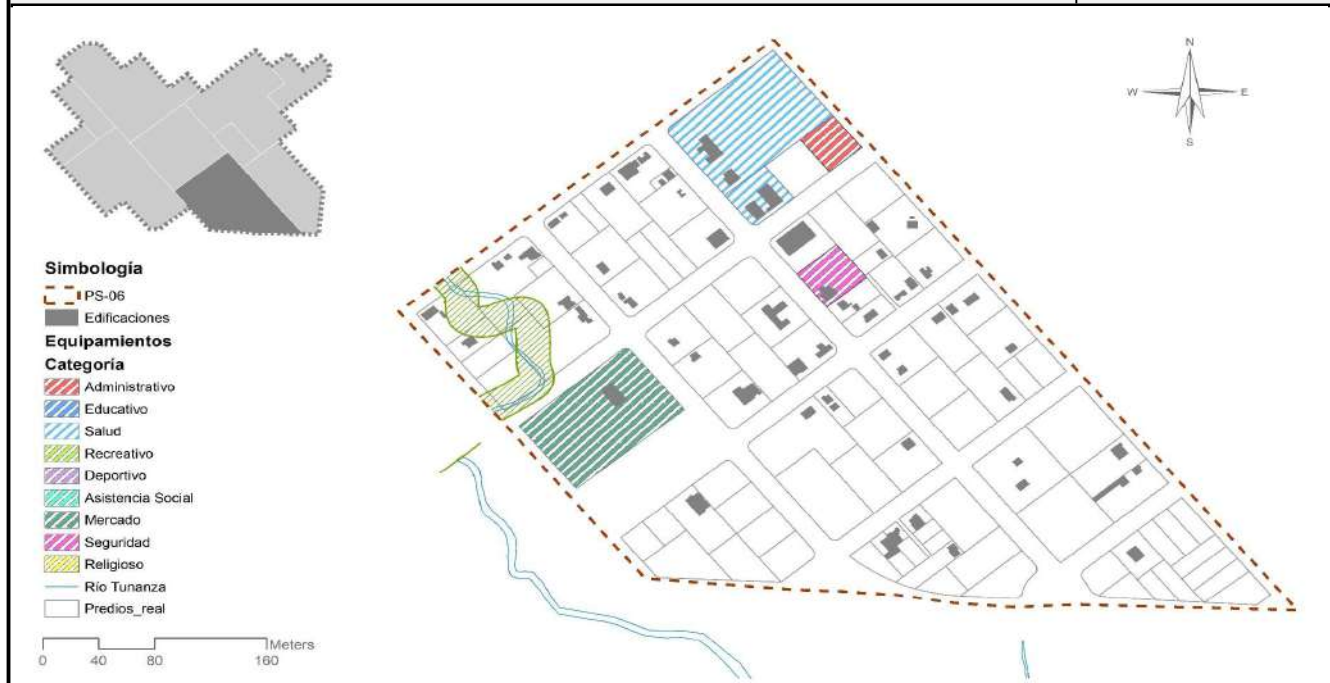 N
W E
S
Simbología
PS-06
Edificaciones
Equipamientos
Categoría
Administrativo
Educativo
Salud
Recreativo
Deportivo
Asistencia Social
Mercado
Seguridad
Religioso
Río Tunanza
Predios_real
Meters
0 40 80 160